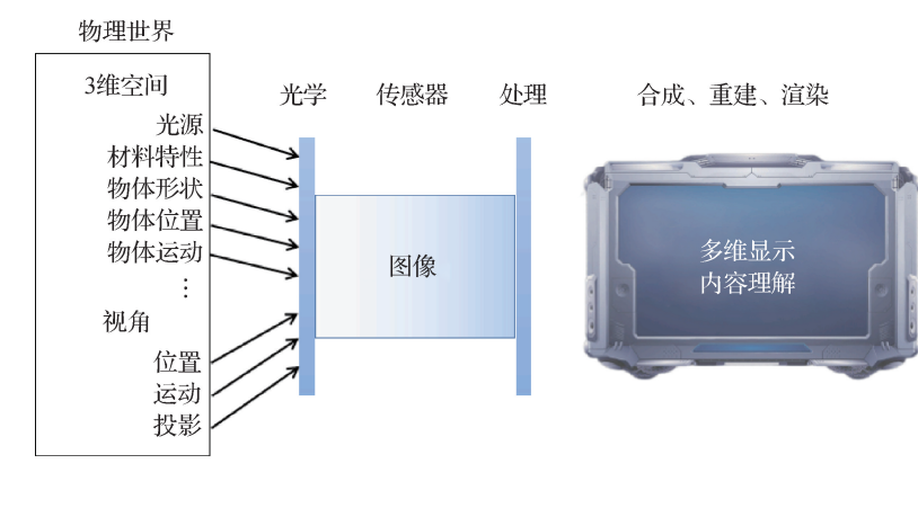 物理世界
3维空间
光源
材料特性
物体形状
物体位置
物体运动
⋮
视角
位置
运动
投影
光学
传感器
处理
图像
合成、重建、渲染
多维显示
内容理解